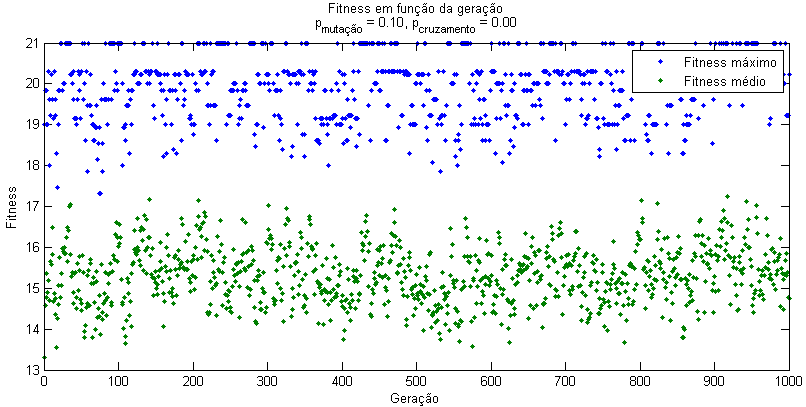 Fitness em função da geração
pmutação = 0.10, pcruzamento = 0.00
21
20
19
18
17
16
15
14
13
Fitness
Fitness máximo
Fitness médio
0 100 200 300 400 500 600 700 800 900 1000
Geração